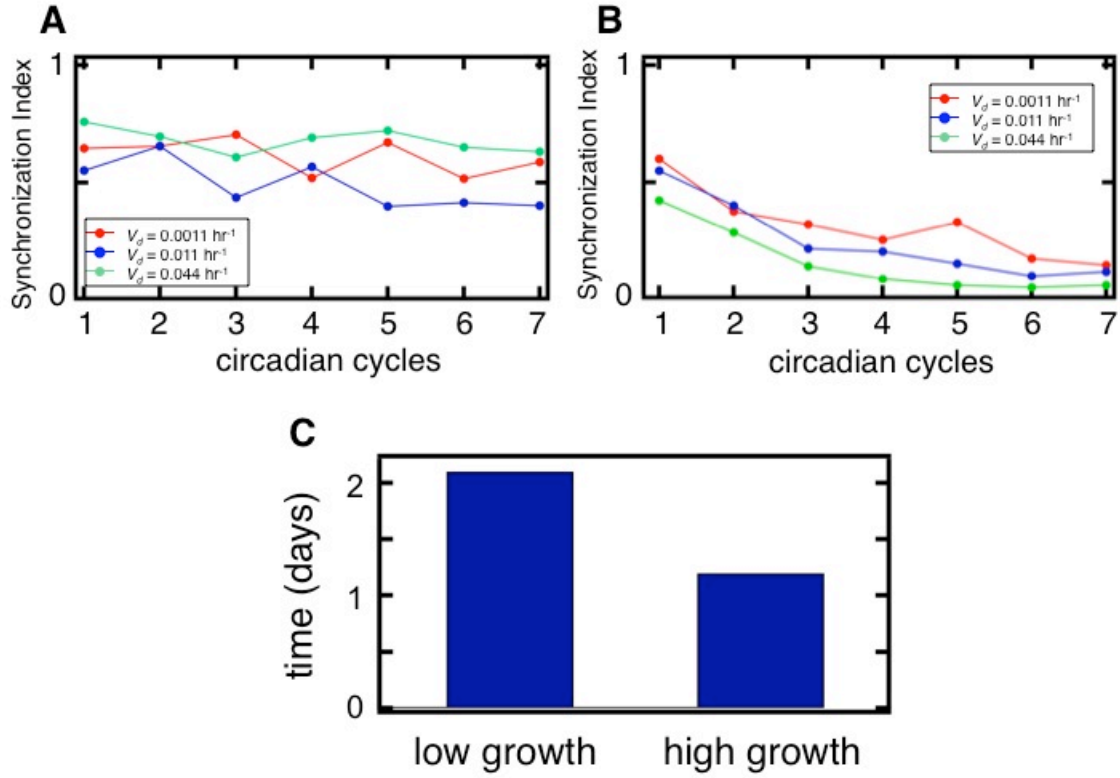 A
Synchronization Index
1
0
V_d = 0.0011 hr⁻¹
V_d = 0.011 hr⁻¹
V_d = 0.044 hr⁻¹
1 2 3 4 5 6 7
circadian cycles
B
Synchronization Index
1
0
V_d = 0.0011 hr⁻¹
V_d = 0.011 hr⁻¹
V_d = 0.044 hr⁻¹
1 2 3 4 5 6 7
circadian cycles
C
time (days)
2
1
0
low growth high growth